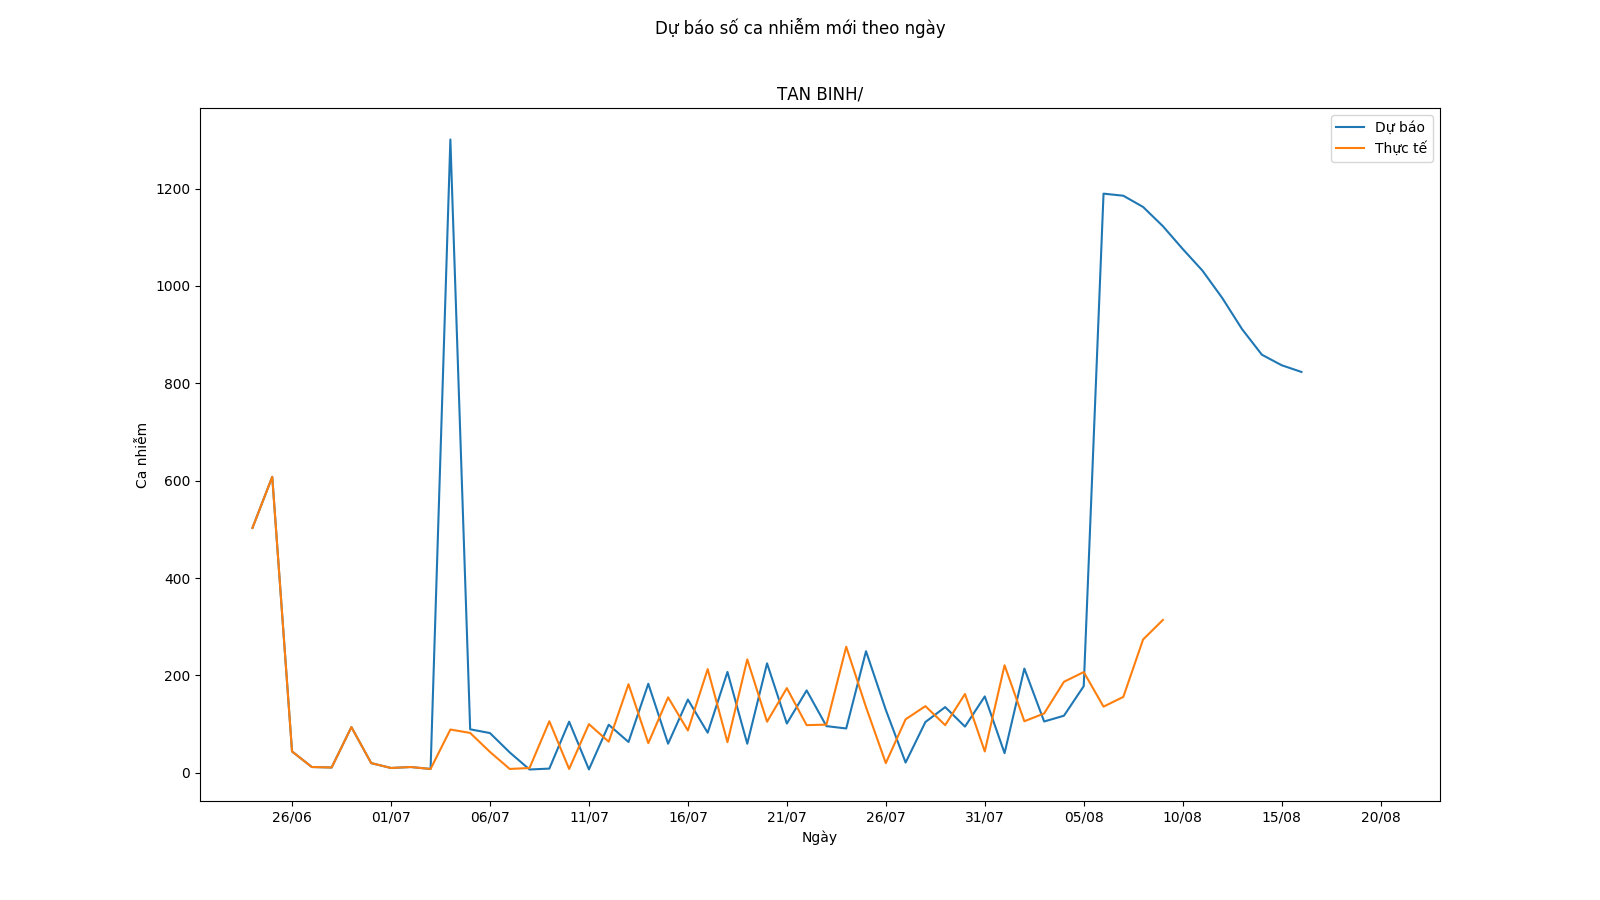 Dự báo số ca nhiễm mới theo ngày
TAN BINH/
Dự báo
Thực tế
1200
1000
800
600
400
200
0
Ca nhiễm
26/06 01/07 06/07 11/07 16/07 21/07 26/07 31/07 05/08 10/08 15/08 20/08
Ngày